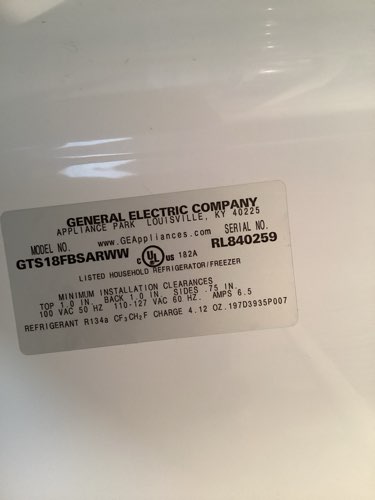 GENERAL ELECTRIC COMPANY
APPLIANCE PARK LOUISVILLE, KY 40225
MODEL NO. www.GEAppliances.com SERIAL NO.
GTS18FBSARWW C UL US 182A RL840259
LISTED HOUSEHOLD REFRIGERATOR/FREEZER
MINIMUM INSTALLATION CLEARANCES
TOP 1.0 IN. BACK 1.0 IN. SIDES .75 IN.
100 VAC 50 HZ 110-127 VAC 60 HZ. AMPS 6.5
REFRIGERANT R134a CF₃CH₂F CHARGE 4.12 OZ.197D3935P007